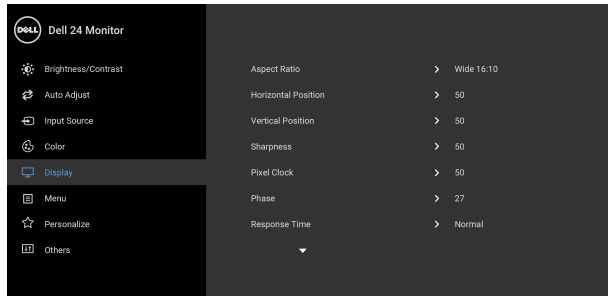 DELL Dell 24 Monitor
Brightness/Contrast
Auto Adjust
Input Source
Color
Display
Menu
Personalize
Others
Aspect Ratio Wide 16:10
Horizontal Position 50
Vertical Position 50
Sharpness 50
Pixel Clock 50
Phase 27
Response Time Normal